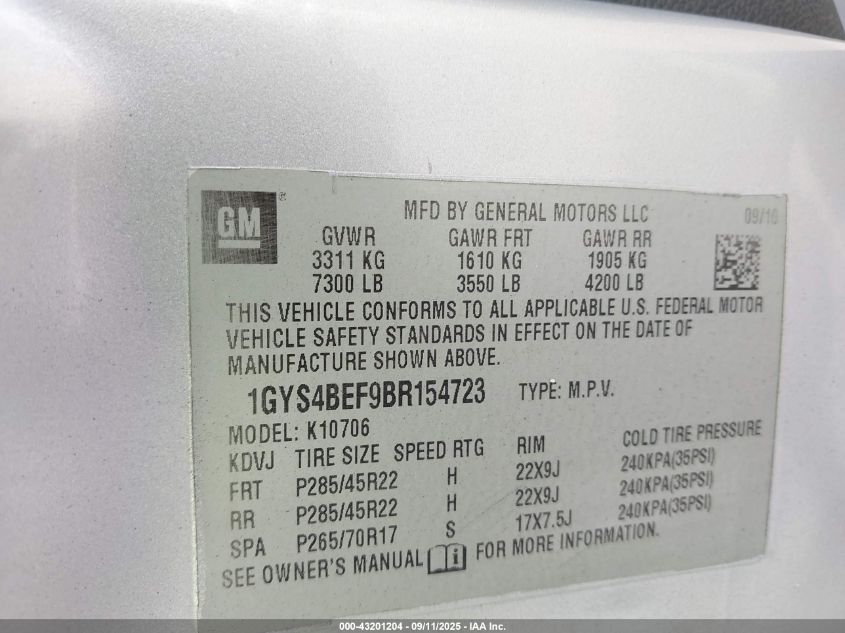 GM ®
MFD BY GENERAL MOTORS LLC 09/10
GVWR GAWR FRT GAWR RR
3311 KG 1610 KG 1905 KG
7300 LB 3550 LB 4200 LB
THIS VEHICLE CONFORMS TO ALL APPLICABLE U.S. FEDERAL MOTOR
VEHICLE SAFETY STANDARDS IN EFFECT ON THE DATE OF
MANUFACTURE SHOWN ABOVE.
1GYS4BEF9BR154723 TYPE: M.P.V.
MODEL: K10706
KDVJ TIRE SIZE SPEED RTG RIM COLD TIRE PRESSURE
FRT P285/45R22 H 22X9J 240KPA(35PSI)
RR P285/45R22 H 22X9J 240KPA(35PSI)
SPA P265/70R17 S 17X7.5J 240KPA(35PSI)
SEE OWNER'S MANUAL i FOR MORE INFORMATION.
000-43201204 - 09/11/2025 - IAA Inc.